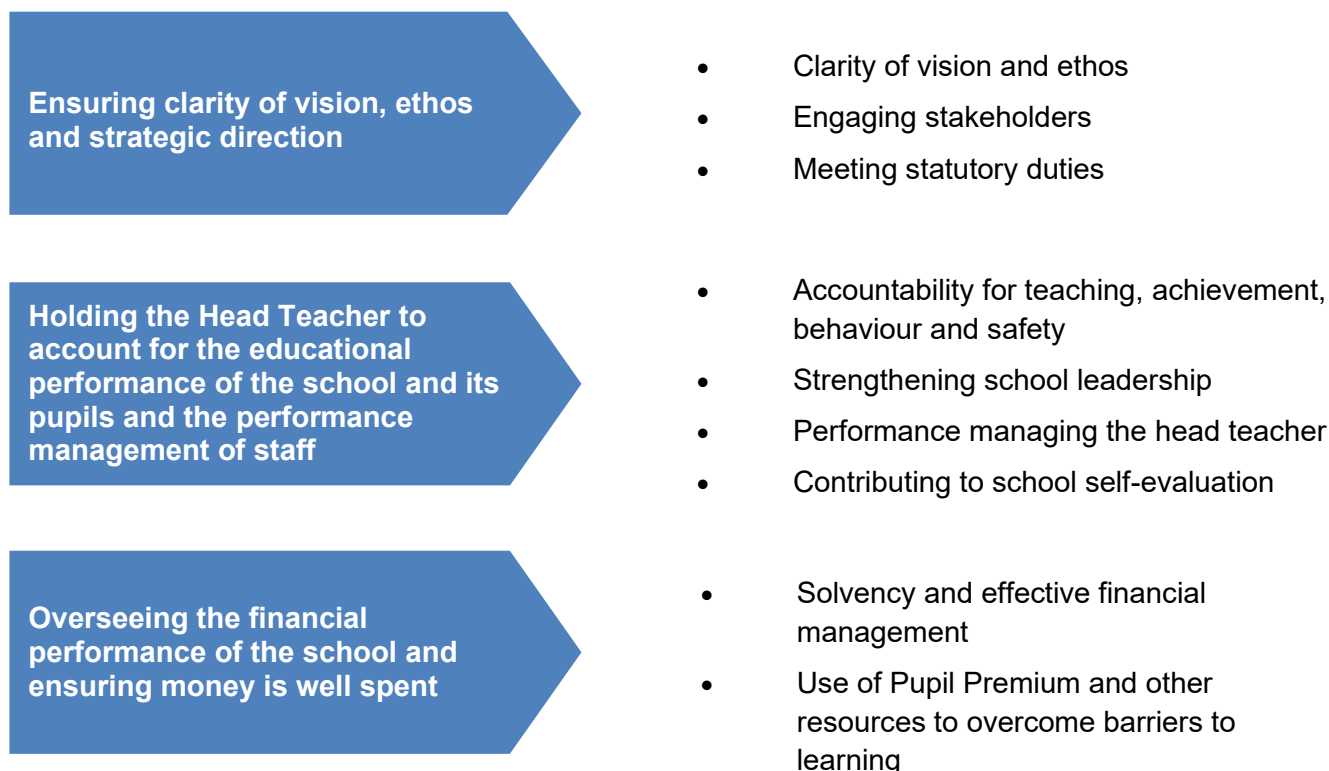 Ensuring clarity of vision, ethos
and strategic direction
• Clarity of vision and ethos
• Engaging stakeholders
• Meeting statutory duties
Holding the Head Teacher to
account for the educational
performance of the school and its
pupils and the performance
management of staff
• Accountability for teaching, achievement,
behaviour and safety
• Strengthening school leadership
• Performance managing the head teacher
• Contributing to school self-evaluation
Overseeing the financial
performance of the school and
ensuring money is well spent
• Solvency and effective financial
management
• Use of Pupil Premium and other
resources to overcome barriers to
learning